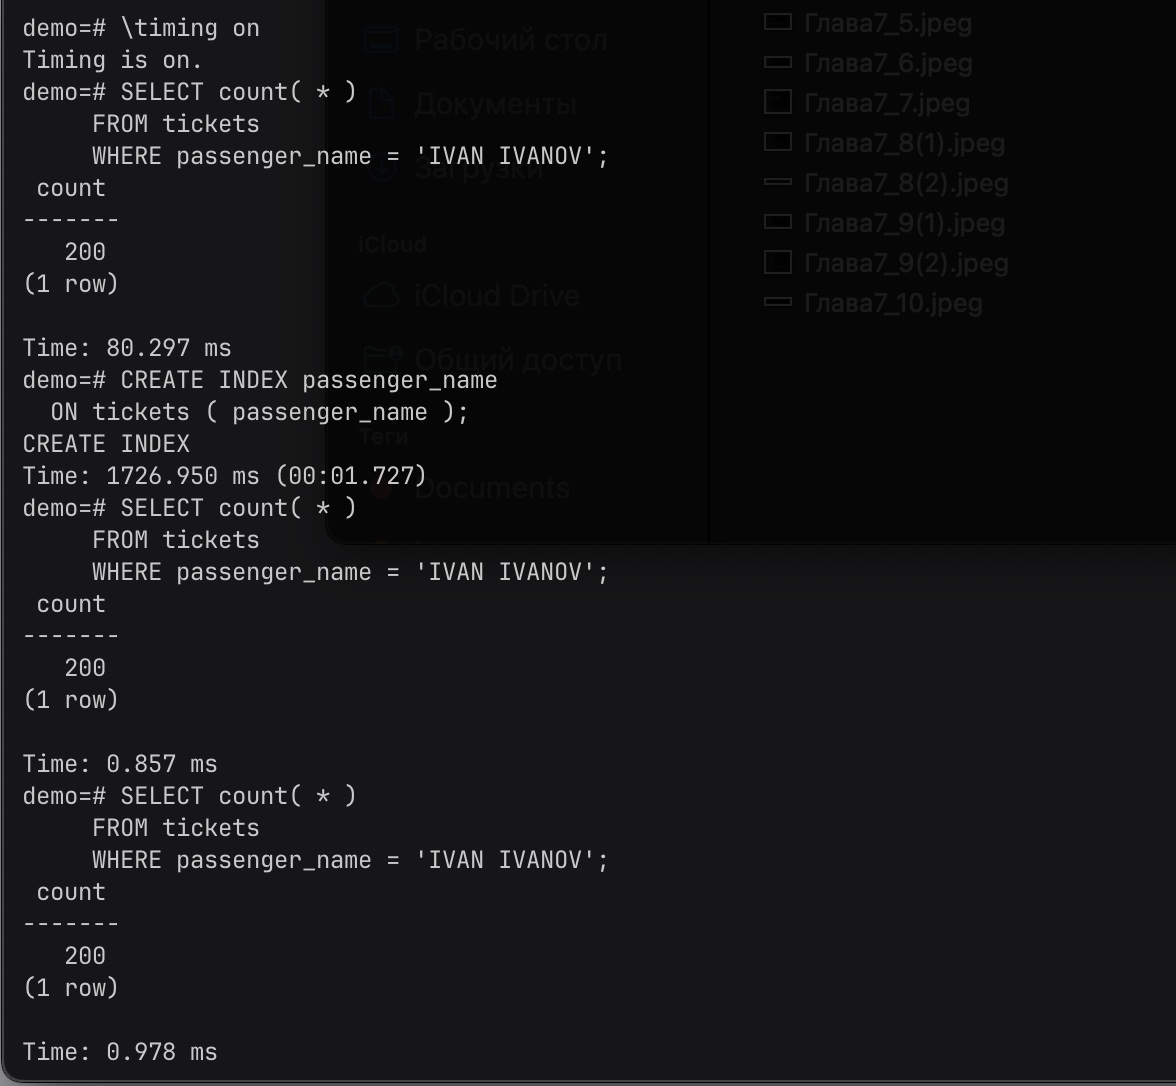 demo=# \timing on
Timing is on.
demo=# SELECT count( * )
     FROM tickets
     WHERE passenger_name = 'IVAN IVANOV';
 count
-------
   200
(1 row)

Time: 80.297 ms
demo=# CREATE INDEX passenger_name
  ON tickets ( passenger_name );
CREATE INDEX
Time: 1726.950 ms (00:01.727)
demo=# SELECT count( * )
     FROM tickets
     WHERE passenger_name = 'IVAN IVANOV';
 count
-------
   200
(1 row)

Time: 0.857 ms
demo=# SELECT count( * )
     FROM tickets
     WHERE passenger_name = 'IVAN IVANOV';
 count
-------
   200
(1 row)

Time: 0.978 ms
Рабочий стол
Документы
Загрузки
iCloud
iCloud Drive
Общий доступ
Теги
Documents
Глава7_5.jpeg
Глава7_6.jpeg
Глава7_7.jpeg
Глава7_8(1).jpeg
Глава7_8(2).jpeg
Глава7_9(1).jpeg
Глава7_9(2).jpeg
Глава7_10.jpeg